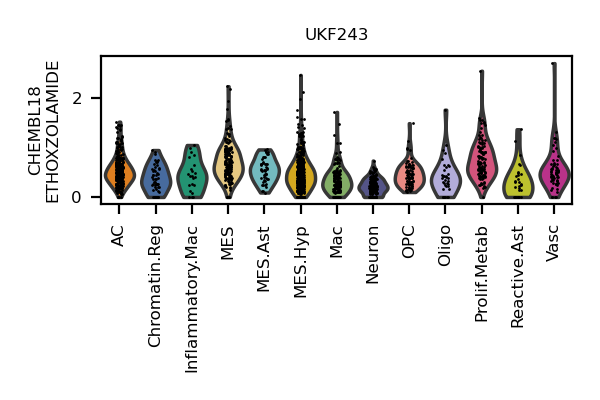 UKF243
CHEMBL18
ETHOXZOLAMIDE
2
0
AC
Chromatin.Reg
Inflammatory.Mac
MES
MES.Ast
MES.Hyp
Mac
Neuron
OPC
Oligo
Prolif.Metab
Reactive.Ast
Vasc